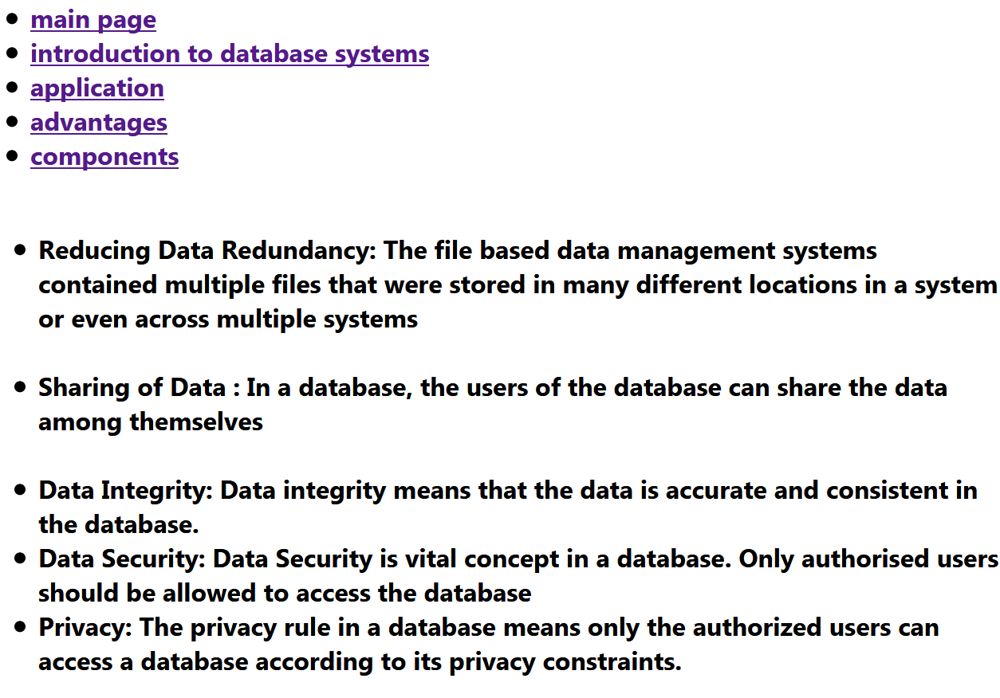 main page
introduction to database systems
application
advantages
components
Reducing Data Redundancy: The file based data management systems
contained multiple files that were stored in many different locations in a system
or even across multiple systems
Sharing of Data : In a database, the users of the database can share the data
among themselves
Data Integrity: Data integrity means that the data is accurate and consistent in
the database.
Data Security: Data Security is vital concept in a database. Only authorised users
should be allowed to access the database
Privacy: The privacy rule in a database means only the authorized users can
access a database according to its privacy constraints.